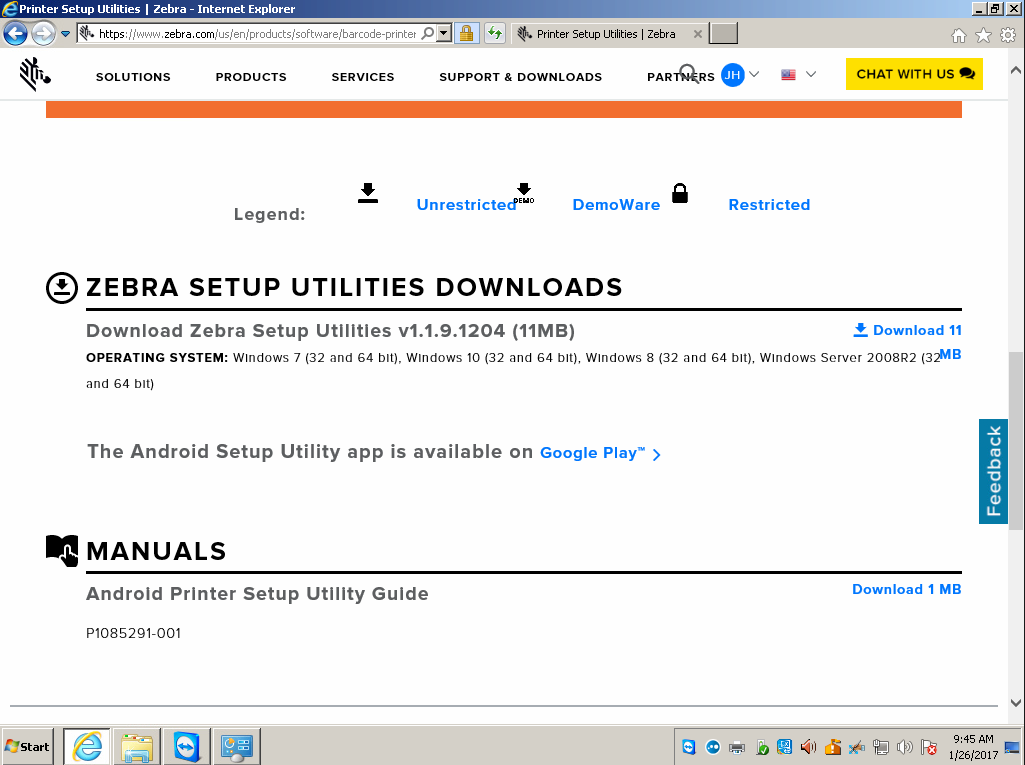 Printer Setup Utilities | Zebra - Internet Explorer
https://www.zebra.com/us/en/products/software/barcode-printer
Printer Setup Utilities | Zebra
SOLUTIONS PRODUCTS SERVICES SUPPORT & DOWNLOADS PARTNERS JH CHAT WITH US
Legend: Unrestricted DEMO DemoWare Restricted
ZEBRA SETUP UTILITIES DOWNLOADS
Download Zebra Setup Utilities v1.1.9.1204 (11MB)
Download 11
MB
OPERATING SYSTEM: Windows 7 (32 and 64 bit), Windows 10 (32 and 64 bit), Windows 8 (32 and 64 bit), Windows Server 2008R2 (32
and 64 bit)
The Android Setup Utility app is available on Google Play™
Feedback
MANUALS
Android Printer Setup Utility Guide
Download 1 MB
P1085291-001
Start
9:45 AM
1/26/2017